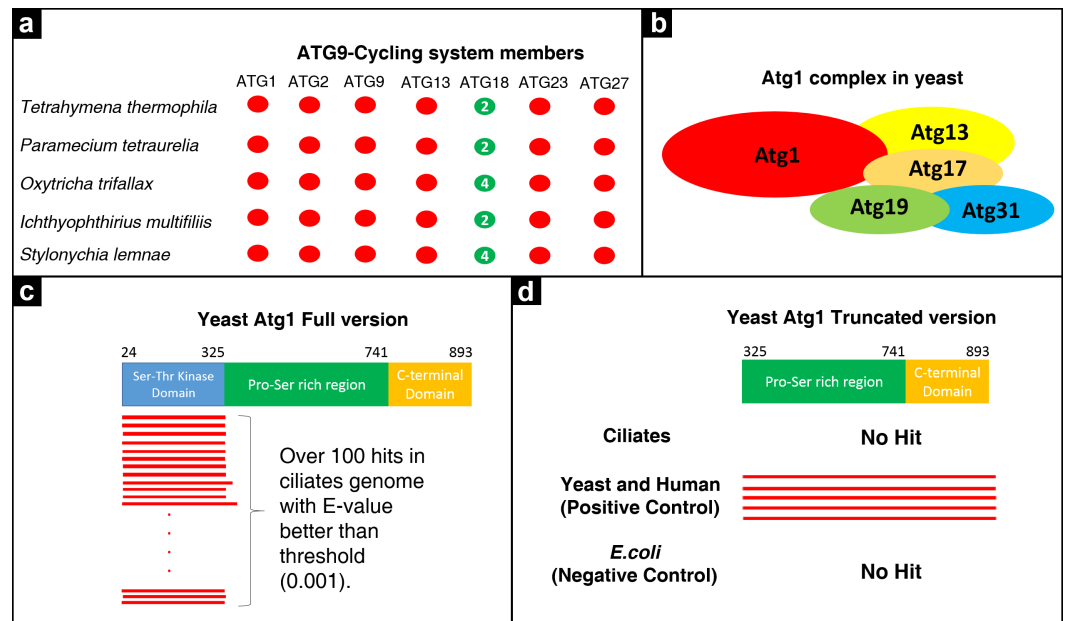 a
ATG9-Cycling system members
ATG1 ATG2 ATG9 ATG13 ATG18 ATG23 ATG27
Tetrahymena thermophila 2
Paramecium tetraurelia 2
Oxytricha trifallax 4
Ichthyophthirius multifiliis 2
Stylonychia lemnae 4
b
Atg1 complex in yeast
Atg13
Atg1
Atg17
Atg19
Atg31
c
Yeast Atg1 Full version
24 325 741 893
Ser-Thr Kinase
Domain
Pro-Ser rich region
C-terminal
Domain
Over 100 hits in
ciliates genome
with E-value
better than
threshold
(0.001).
d
Yeast Atg1 Truncated version
325 741 893
Pro-Ser rich region
C-terminal
Domain
Ciliates
No Hit
Yeast and Human
(Positive Control)
E.coli
(Negative Control)
No Hit